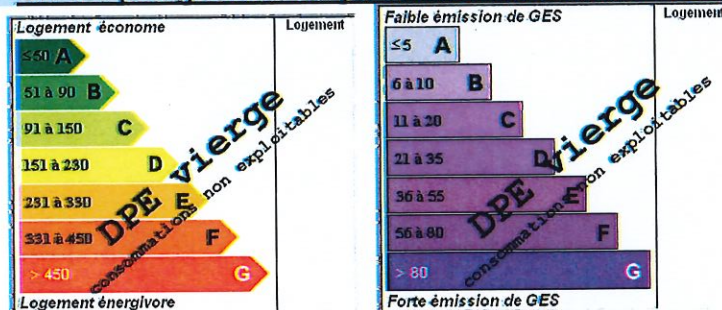 Logement économe
Logement
≤50 A
51 à 90 B
91 à 150 C
151 à 230 D
231 à 330 E
331 à 450 F
> 450 G
Logement énergivore
DPE vierge
consommations non exploitables
Faible émission de GES
Logement
≤5 A
6 à 10 B
11 à 20 C
21 à 35 D
36 à 55 E
56 à 80 F
> 80 G
Forte émission de GES
DPE vierge
consommations non exploitables